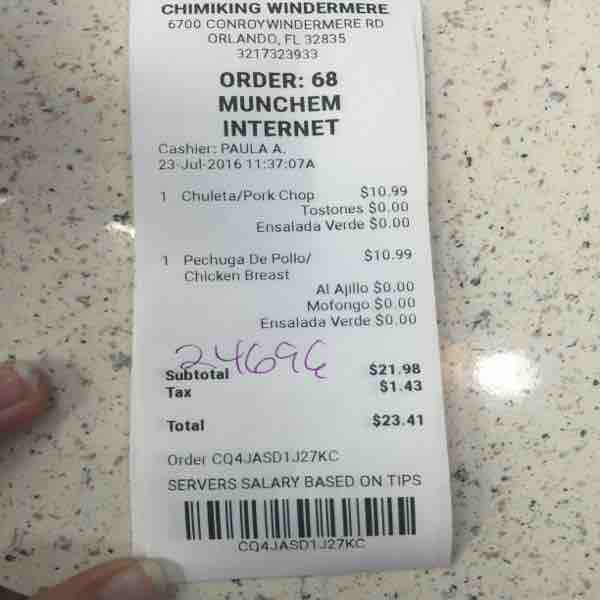 CHIMIKING WINDERMERE
6700 CONROYWINDERMERE RD
ORLANDO, FL 32835
3217323933
ORDER: 68
MUNCHEM
INTERNET
Cashier: PAULA A.
23-Jul-2016 11:37:07A
1 Chuleta/Pork Chop $10.99
Tostones $0.00
Ensalada Verde $0.00
1 Pechuga De Pollo/ $10.99
Chicken Breast
Al Ajillo $0.00
Mofongo $0.00
Ensalada Verde $0.00
24696
Subtotal $21.98
Tax $1.43
Total $23.41
Order CQ4JASD1J27KC
SERVERS SALARY BASED ON TIPS
CQ4JASD1J27KC